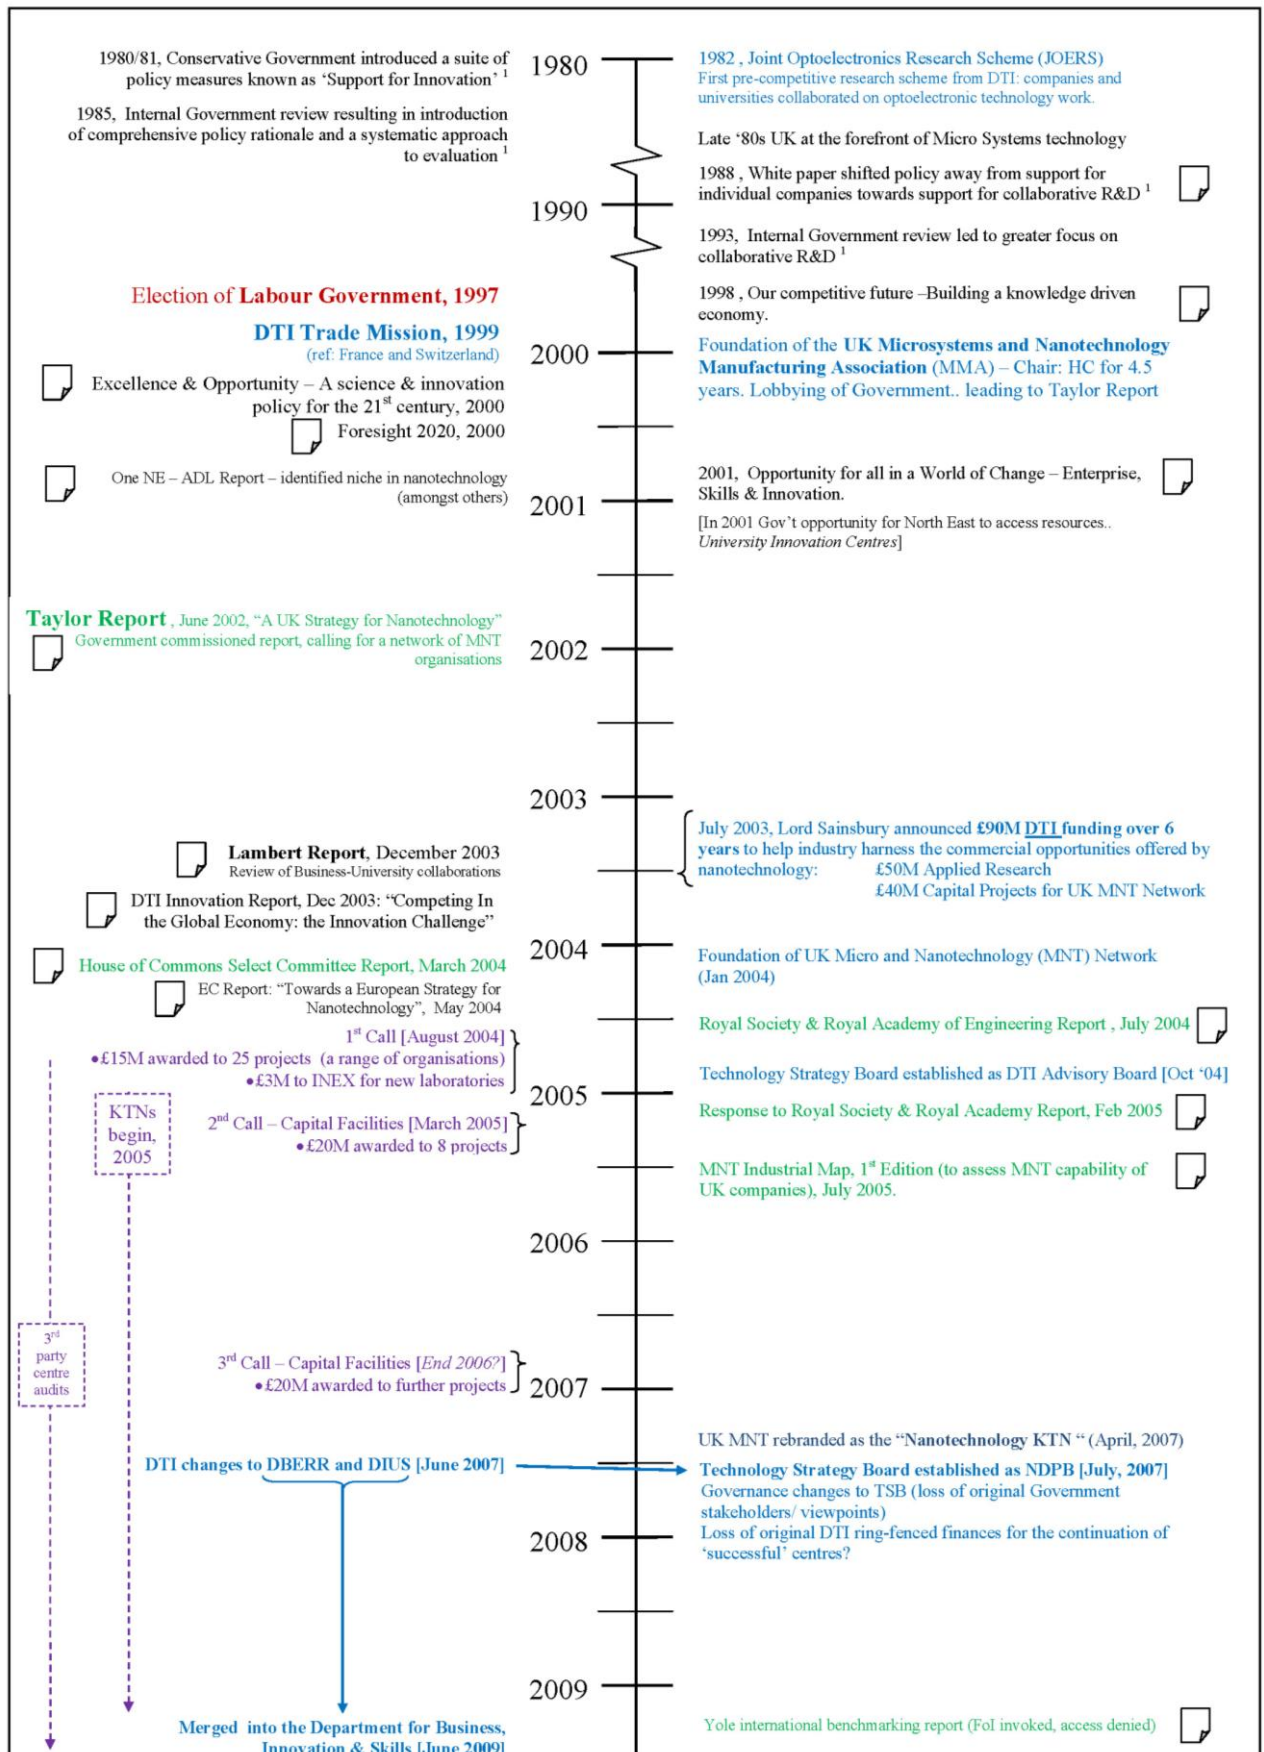 1980/81, Conservative Government introduced a suite of
policy measures known as ‘Support for Innovation’ 1
1980
1982 , Joint Optoelectronics Research Scheme (JOERS)
First pre-competitive research scheme from DTI: companies and
universities collaborated on optoelectronic technology work.
1985, Internal Government review resulting in introduction
of comprehensive policy rationale and a systematic approach
to evaluation 1
Late ‘80s UK at the forefront of Micro Systems technology
1988 , White paper shifted policy away from support for
individual companies towards support for collaborative R&D 1
1990
1993, Internal Government review led to greater focus on
collaborative R&D 1
Election of Labour Government, 1997
1998 , Our competitive future –Building a knowledge driven
economy.
DTI Trade Mission, 1999
(ref: France and Switzerland)
2000
Foundation of the UK Microsystems and Nanotechnology
Manufacturing Association (MMA) – Chair: HC for 4.5
years. Lobbying of Government.. leading to Taylor Report
Excellence & Opportunity – A science & innovation
policy for the 21st century, 2000
Foresight 2020, 2000
One NE – ADL Report – identified niche in nanotechnology
(amongst others)
2001
2001, Opportunity for all in a World of Change – Enterprise,
Skills & Innovation.
[In 2001 Gov’t opportunity for North East to access resources..
University Innovation Centres]
Taylor Report , June 2002, “A UK Strategy for Nanotechnology”
Government commissioned report, calling for a network of MNT
organisations
2002
2003
July 2003, Lord Sainsbury announced £90M DTI funding over 6
years to help industry harness the commercial opportunities offered by
nanotechnology: £50M Applied Research
£40M Capital Projects for UK MNT Network
Lambert Report, December 2003
Review of Business-University collaborations
DTI Innovation Report, Dec 2003: “Competing In
the Global Economy: the Innovation Challenge”
2004
Foundation of UK Micro and Nanotechnology (MNT) Network
(Jan 2004)
House of Commons Select Committee Report, March 2004
EC Report: “Towards a European Strategy for
Nanotechnology”, May 2004
Royal Society & Royal Academy of Engineering Report , July 2004
1st Call [August 2004]
•£15M awarded to 25 projects (a range of organisations)
•£3M to INEX for new laboratories
Technology Strategy Board established as DTI Advisory Board [Oct ‘04]
2005
KTNs
begin,
2005
2nd Call – Capital Facilities [March 2005]
•£20M awarded to 8 projects
Response to Royal Society & Royal Academy Report, Feb 2005
MNT Industrial Map, 1st Edition (to assess MNT capability of
UK companies), July 2005.
2006
3rd
party
centre
audits
3rd Call – Capital Facilities [End 2006?]
•£20M awarded to further projects
2007
UK MNT rebranded as the “Nanotechnology KTN “ (April, 2007)
DTI changes to DBERR and DIUS [June 2007]
Technology Strategy Board established as NDPB [July, 2007]
Governance changes to TSB (loss of original Government
stakeholders/ viewpoints)
Loss of original DTI ring-fenced finances for the continuation of
‘successful’ centres?
2008
2009
Merged into the Department for Business,
Innovation & Skills [June 2009]
Yole international benchmarking report (FoI invoked, access denied)